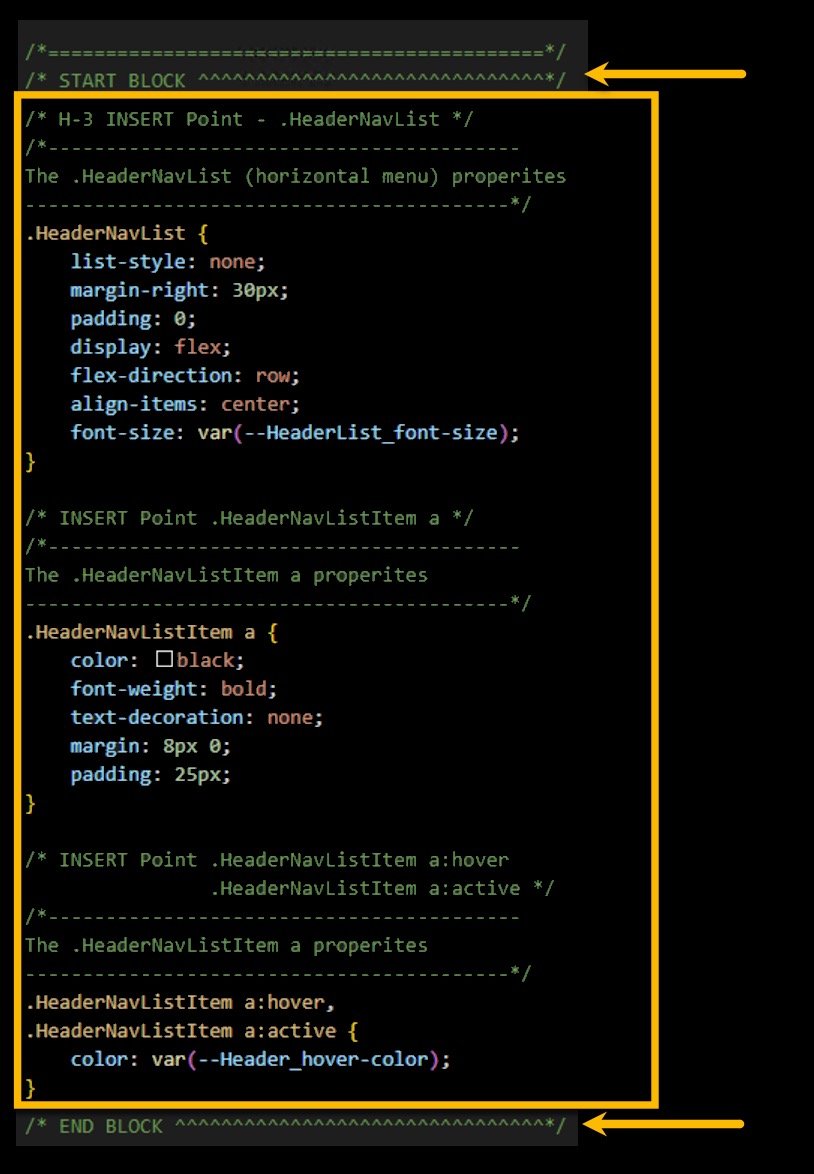 /*===========================================*/
/* START BLOCK ^^^^^^^^^^^^^^^^^^^^^^^^^^^^^^*/
/* H-3 INSERT Point - .HeaderNavList */
/*-----------------------------------------
The .HeaderNavList (horizontal menu) properites
------------------------------------------*/
.HeaderNavList {
    list-style: none;
    margin-right: 30px;
    padding: 0;
    display: flex;
    flex-direction: row;
    align-items: center;
    font-size: var(--HeaderList_font-size);
}
/* INSERT Point .HeaderNavListItem a */
/*-----------------------------------------
The .HeaderNavListItem a properites
------------------------------------------*/
.HeaderNavListItem a {
    color: black;
    font-weight: bold;
    text-decoration: none;
    margin: 8px 0;
    padding: 25px;
}
/* INSERT Point .HeaderNavListItem a:hover
                .HeaderNavListItem a:active */
/*-----------------------------------------
The .HeaderNavListItem a properites
------------------------------------------*/
.HeaderNavListItem a:hover,
.HeaderNavListItem a:active {
    color: var(--Header_hover-color);
}
/* END BLOCK ^^^^^^^^^^^^^^^^^^^^^^^^^^^^^^^^*/